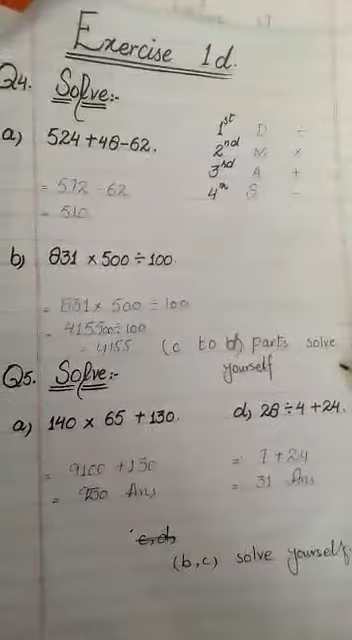 Exercise 1d.
Q4. Solve:-
1st D ÷
a) 524+48-62.
2nd M ×
3rd A +
= 572 - 62
4th S -
= 510
b) 831 × 500 ÷ 100.
= 831 × 500 ÷ 100
= 415500÷100
= 4155
(c to d) parts solve yourself
Q5. Solve:-
a) 140 × 65 + 130.
d) 28 ÷ 4 + 24.
= 9100 + 130
= 7 + 24
= 9230 Ans
= 31 Ans
(b,c) solve yourself